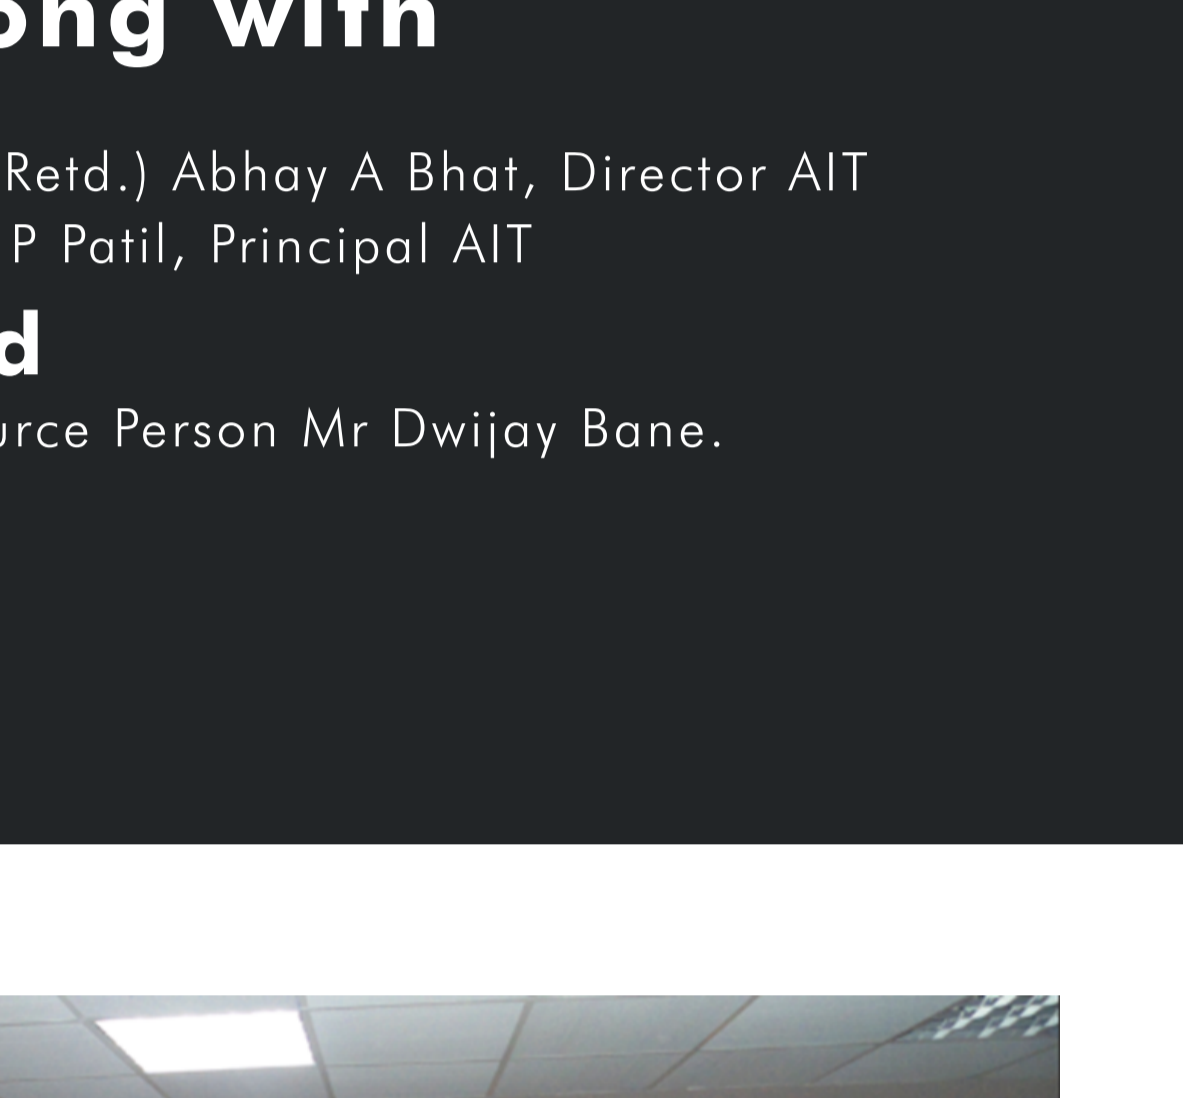 ong with
Retd.) Abhay A Bhat, Director AIT
P Patil, Principal AIT
d
urce Person Mr Dwijay Bane.